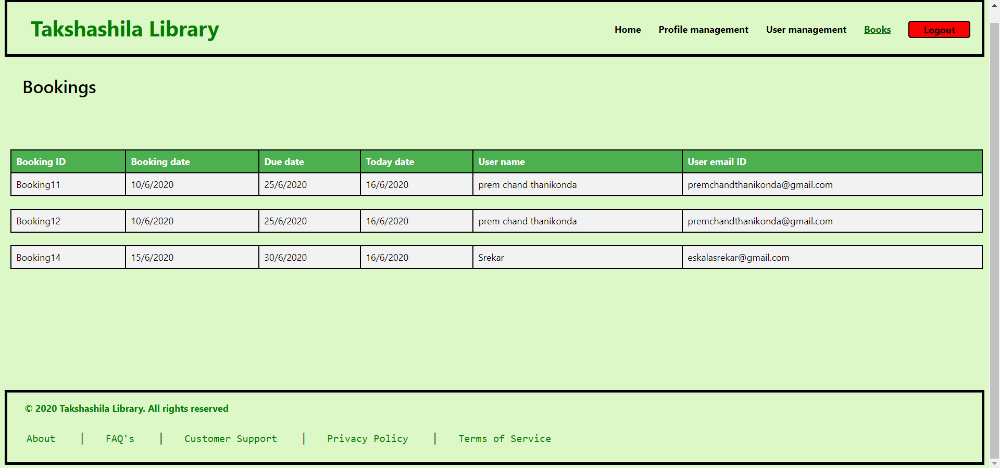 Takshashila Library
Home Profile management User management Books Logout
Bookings
Booking ID Booking date Due date Today date User name User email ID
Booking11 10/6/2020 25/6/2020 16/6/2020 prem chand thanikonda premchandthanikonda@gmail.com
Booking12 10/6/2020 25/6/2020 16/6/2020 prem chand thanikonda premchandthanikonda@gmail.com
Booking14 15/6/2020 30/6/2020 16/6/2020 Srekar eskalasrekar@gmail.com
© 2020 Takshashila Library. All rights reserved
About | FAQ's | Customer Support | Privacy Policy | Terms of Service